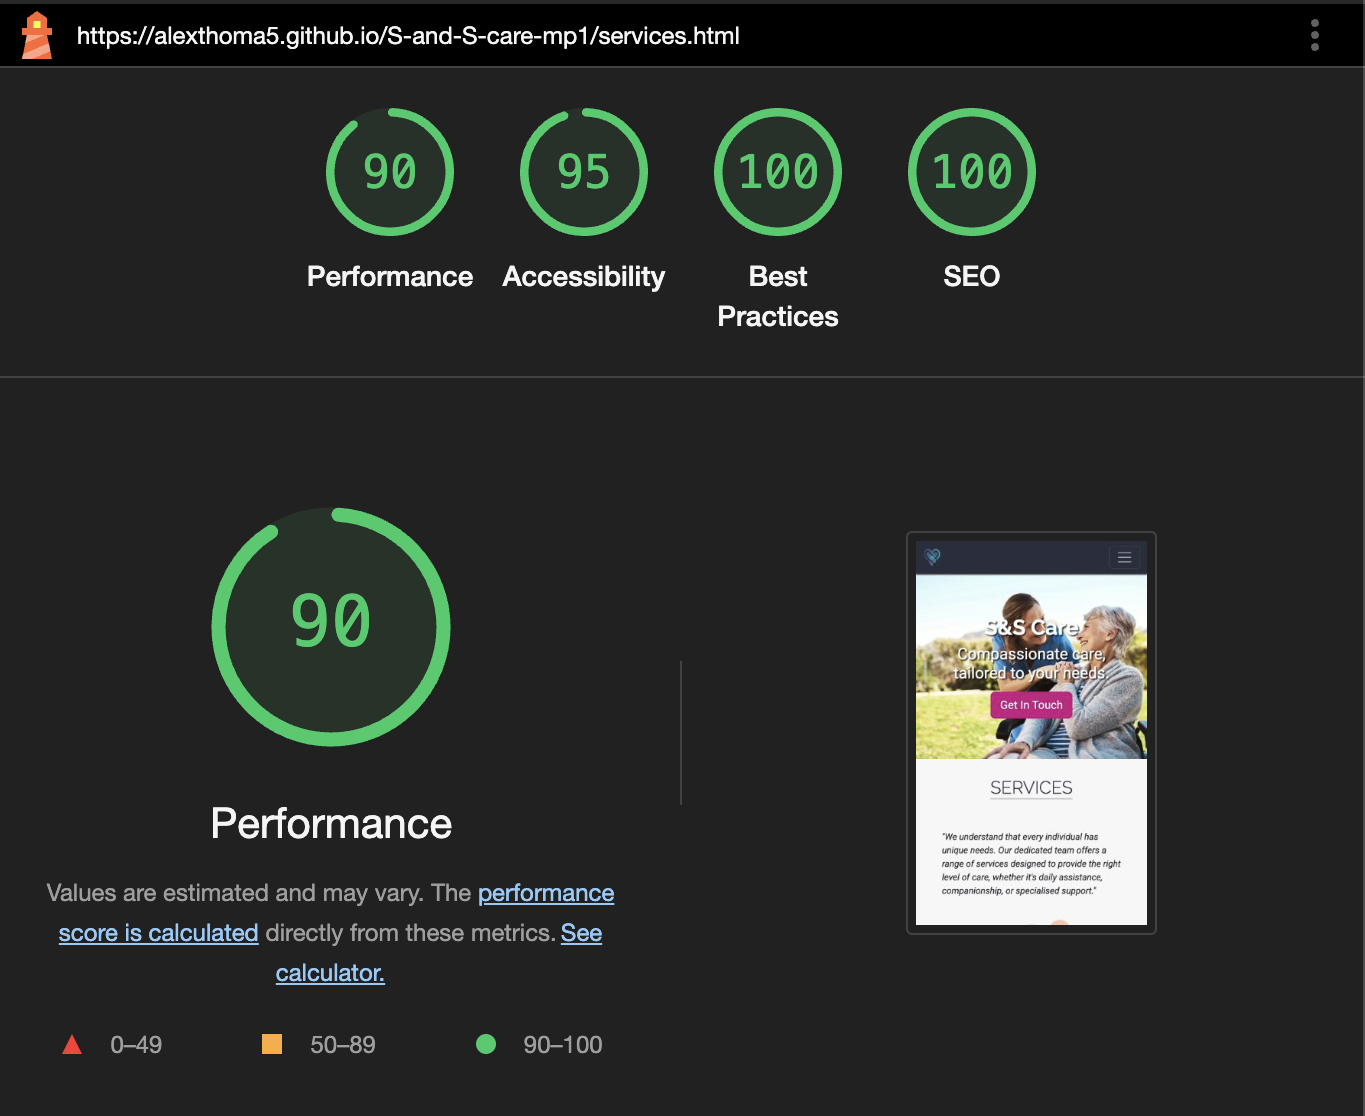 https://alexthoma5.github.io/S-and-S-care-mp1/services.html
90
95
100
100
Performance
Accessibility
Best
Practices
SEO
90
Performance
Values are estimated and may vary. The performance
score is calculated directly from these metrics. See
calculator.
0–49
50–89
90–100
S&S Care
Compassionate care,
tailored to your needs.
Get In Touch
SERVICES
"We understand that every individual has
unique needs. Our dedicated team offers a
range of services designed to provide the right
level of care, whether it's daily assistance,
companionship, or specialised support."